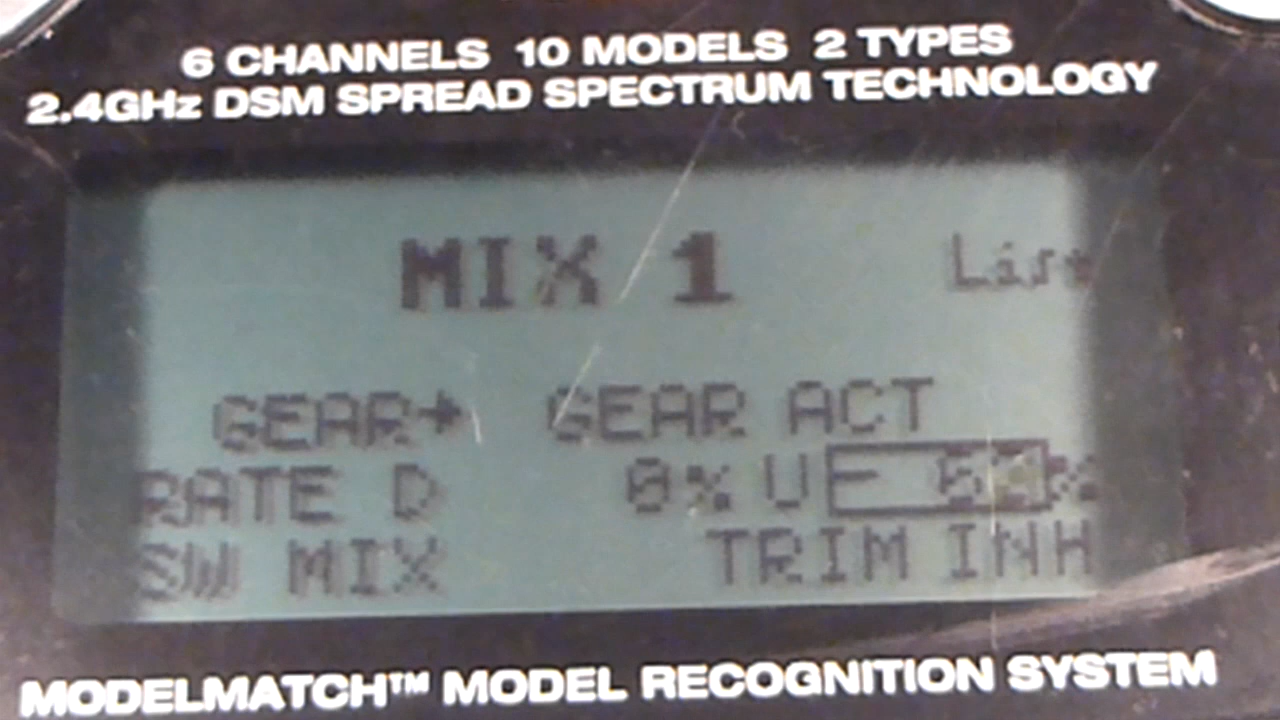 6 CHANNELS 10 MODELS 2 TYPES
2.4GHz DSM SPREAD SPECTRUM TECHNOLOGY
MIX 1 List
GEAR→ GEAR ACT
RATE D 0% U
SW MIX TRIM INH
MODELMATCH™ MODEL RECOGNITION SYSTEM